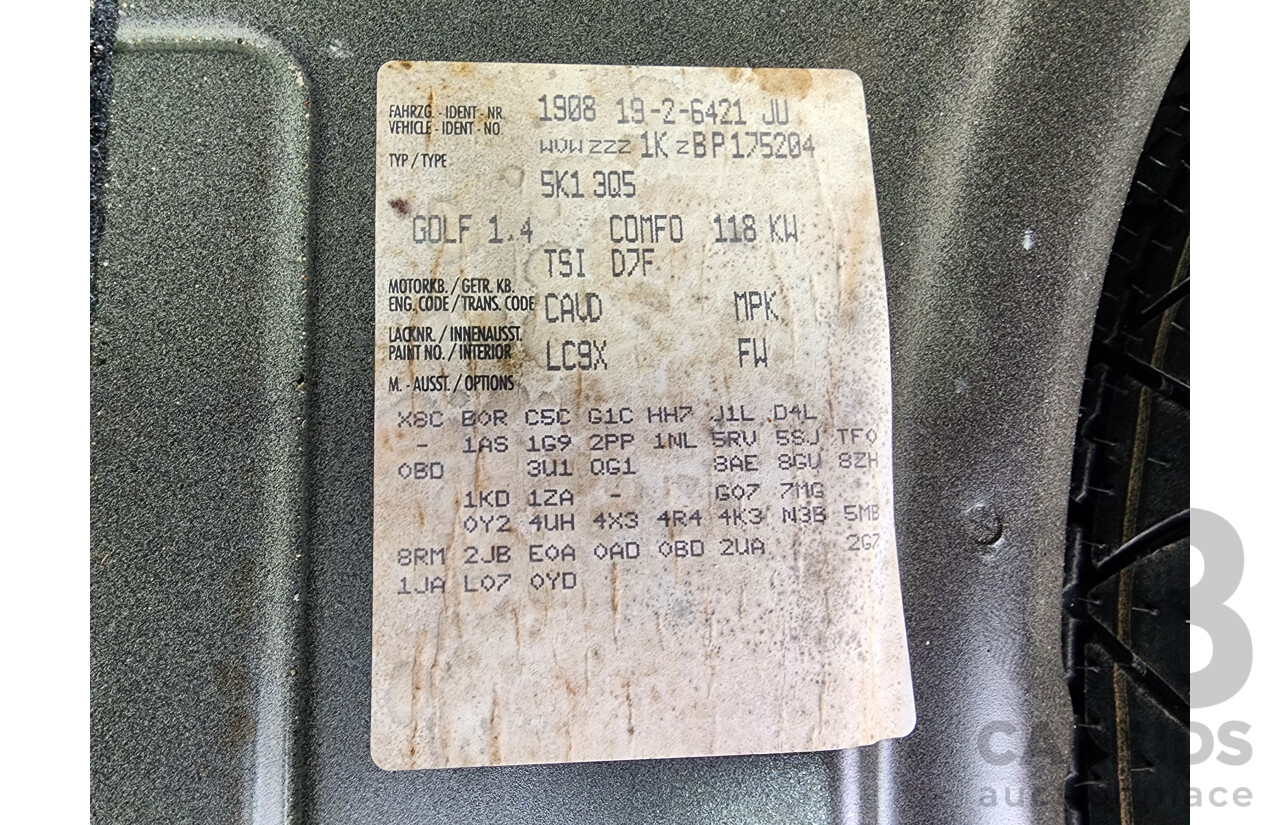 FAHRZG. - IDENT - NR. 1908 19-2-6421 JU
VEHICLE - IDENT - NO. WVWZZZ1KZBP175204
TYP / TYPE 5K1 3Q5
GOLF 1.4 COMFO 118 KW
TSI D7F
MOTORKB. / GETR. KB.
ENG. CODE / TRANS. CODE CAVD MPK
LACKNR. / INNENAUSST.
PAINT NO. / INTERIOR LC9X FW
M. - AUSST. / OPTIONS
X8C B0R C5C G1C HH7 J1L D4L
- 1AS 1G9 2PP 1NL 5RV 5SJ TF0
0BD 3U1 QG1 8AE 8GU 8ZH
1KD 1ZA - G07 7MG
0Y2 4UH 4X3 4R4 4K3 N3B 5MB
8RM 2JB E0A 0AD 0BD 2UA 2G7
1JA L07 0YD